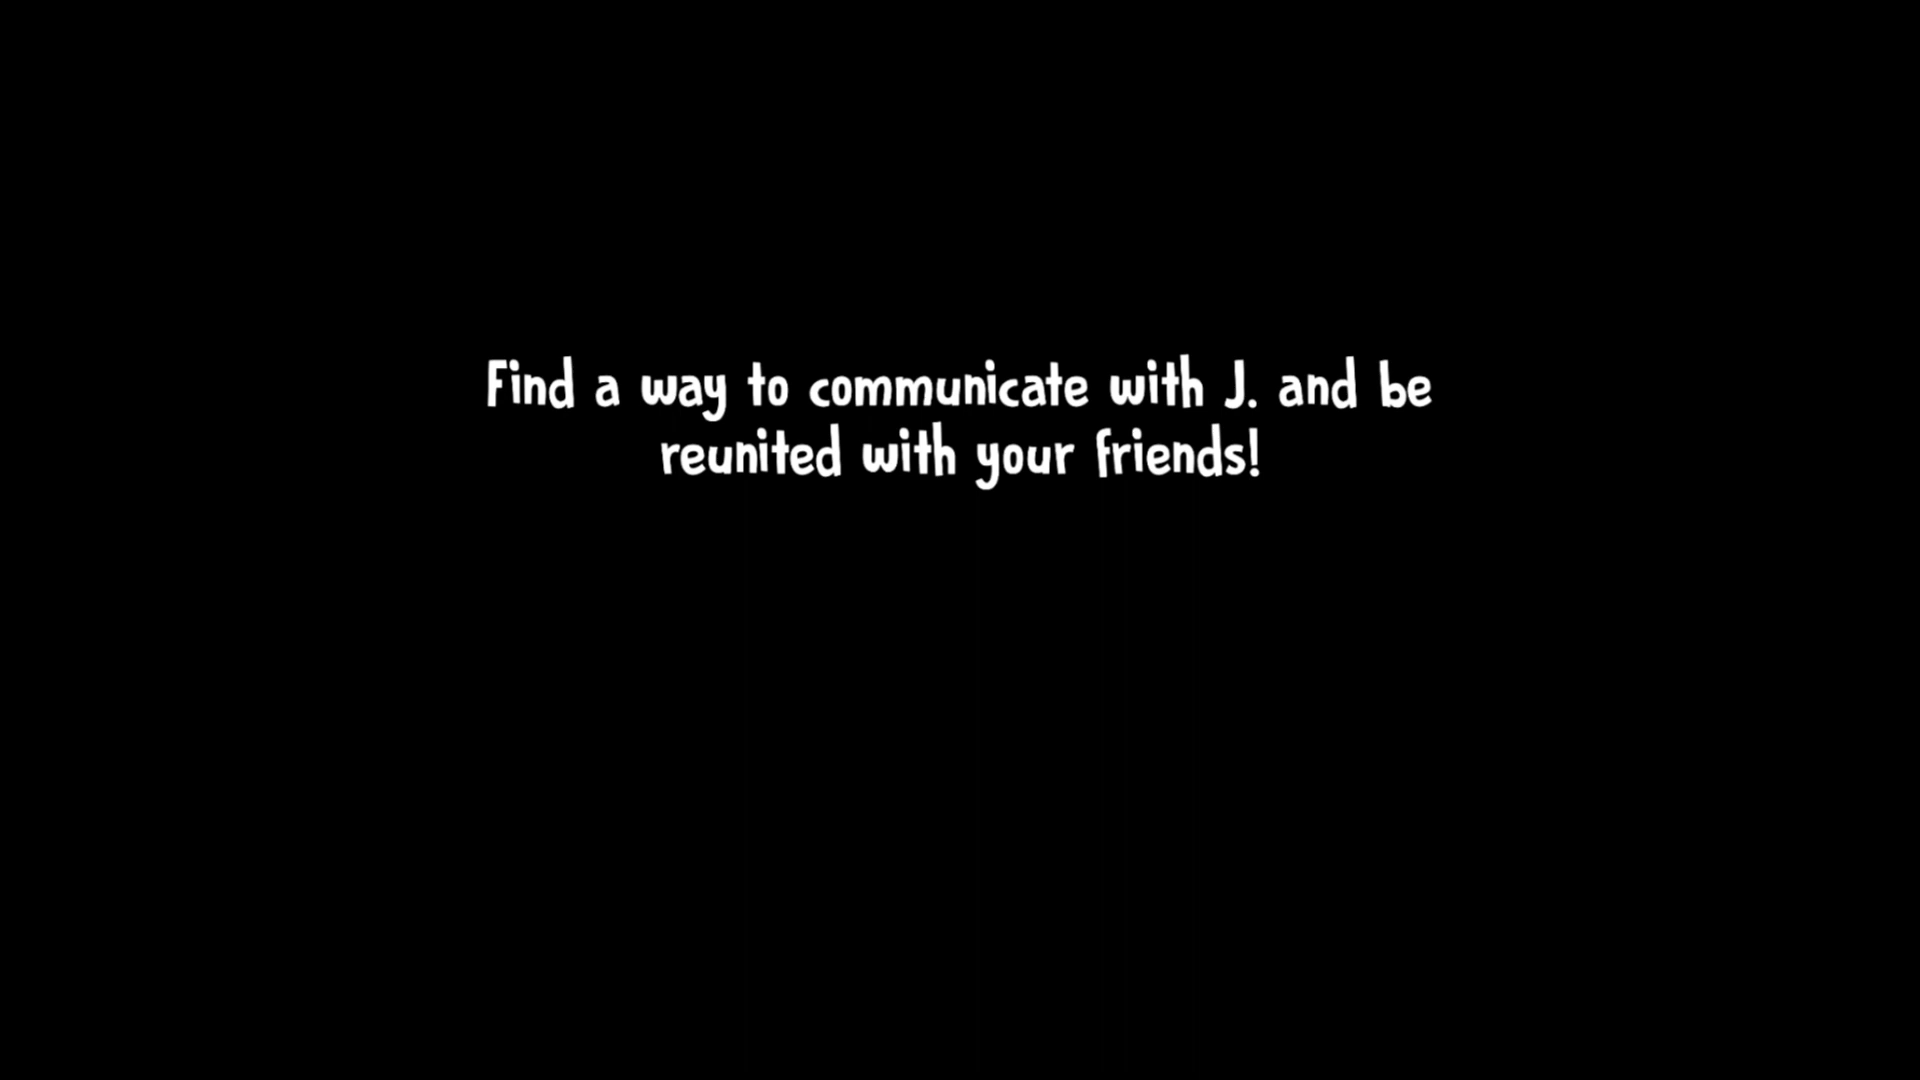 Find a way to communicate with J. and be
reunited with your friends!